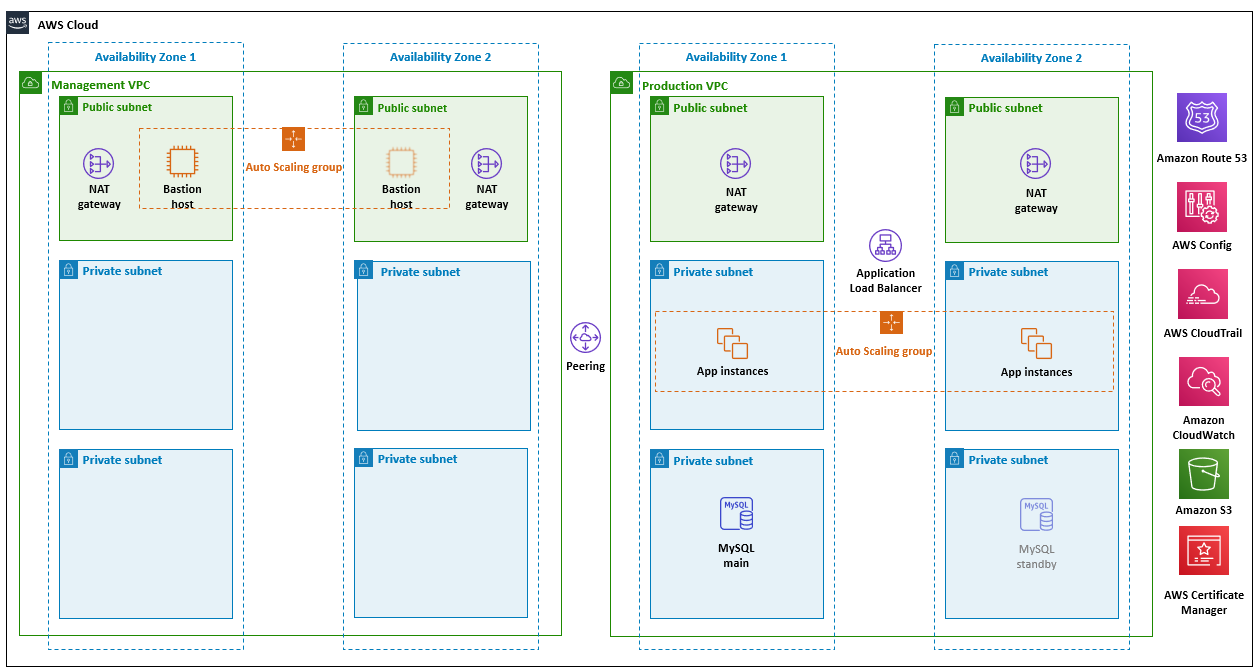 aws
AWS Cloud
Availability Zone 1
Availability Zone 2
Availability Zone 1
Availability Zone 2
Management VPC
Public subnet
Public subnet
NAT
gateway
Bastion
host
Auto Scaling group
Bastion
host
NAT
gateway
Private subnet
Private subnet
Private subnet
Private subnet
Peering
Production VPC
Public subnet
Public subnet
NAT
gateway
NAT
gateway
Application
Load Balancer
Private subnet
Private subnet
Auto Scaling group
App instances
App instances
Private subnet
Private subnet
MySQL
MySQL
main
MySQL
MySQL
standby
53
Amazon Route 53
AWS Config
AWS CloudTrail
Amazon
CloudWatch
Amazon S3
AWS Certificate
Manager